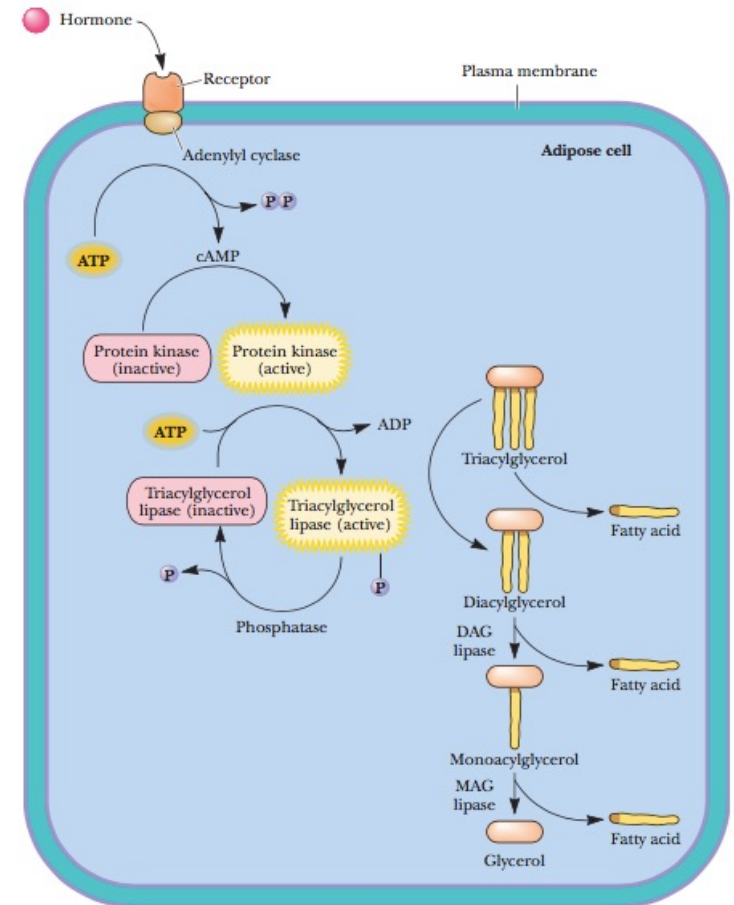 Hormone
Receptor
Plasma membrane
Adenylyl cyclase
Adipose cell
P P
ATP
cAMP
Protein kinase
(inactive)
Protein kinase
(active)
ATP
ADP
Triacylglycerol
lipase (inactive)
Triacylglycerol
lipase (active)
P
P
Phosphatase
Triacylglycerol
Fatty acid
Diacylglycerol
DAG
lipase
Fatty acid
Monoacylglycerol
MAG
lipase
Fatty acid
Glycerol